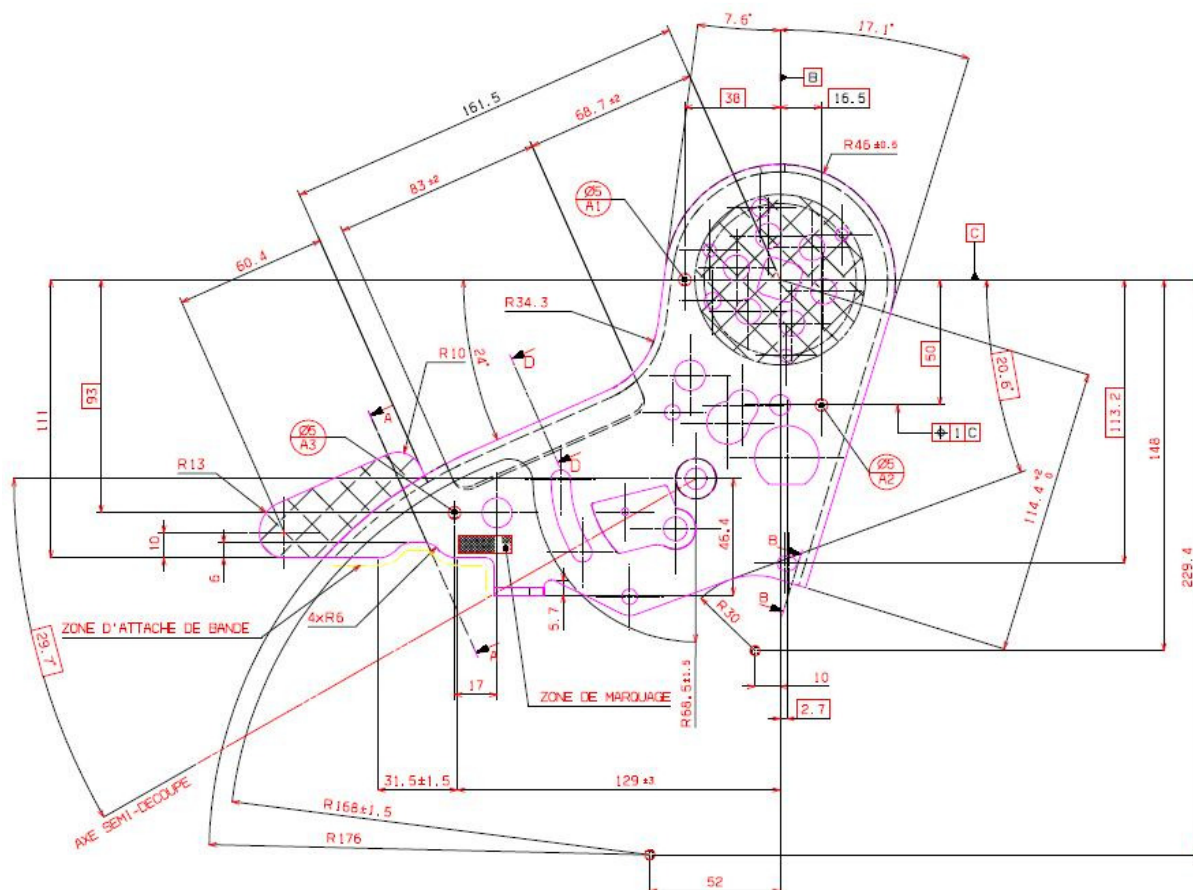 7.6°
17.1°
B
161.5
68.7 ±2
38
16.5
R46 ±0.6
83 ±2
Ø5
A1
60.4
C
R34.3
R10
24°
D
50
20.6°
93
111
A
113.2
⌖ 1 C
148
Ø5
A3
D
Ø5
A2
R13
114.4 +2 0
10
46.4
6
B
229.4
ZONE D'ATTACHE DE BANDE
4xR6
5.7
B
R30
29.7°
A
17
ZONE DE MARQUAGE
R68.5±1.5
10
2.7
31.5±1.5
129 ±3
AXE SEMI-DECOUPE
R168±1.5
R176
52